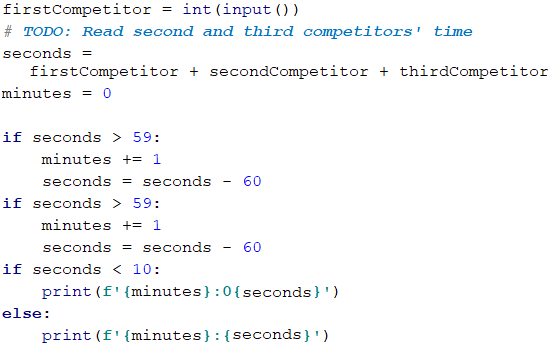 firstCompetitor = int(input())
# TODO: Read second and third competitors' time
seconds =
   firstCompetitor + secondCompetitor + thirdCompetitor
minutes = 0

if seconds > 59:
    minutes += 1
    seconds = seconds - 60
if seconds > 59:
    minutes += 1
    seconds = seconds - 60
if seconds < 10:
    print(f'{minutes}:0{seconds}')
else:
    print(f'{minutes}:{seconds}')